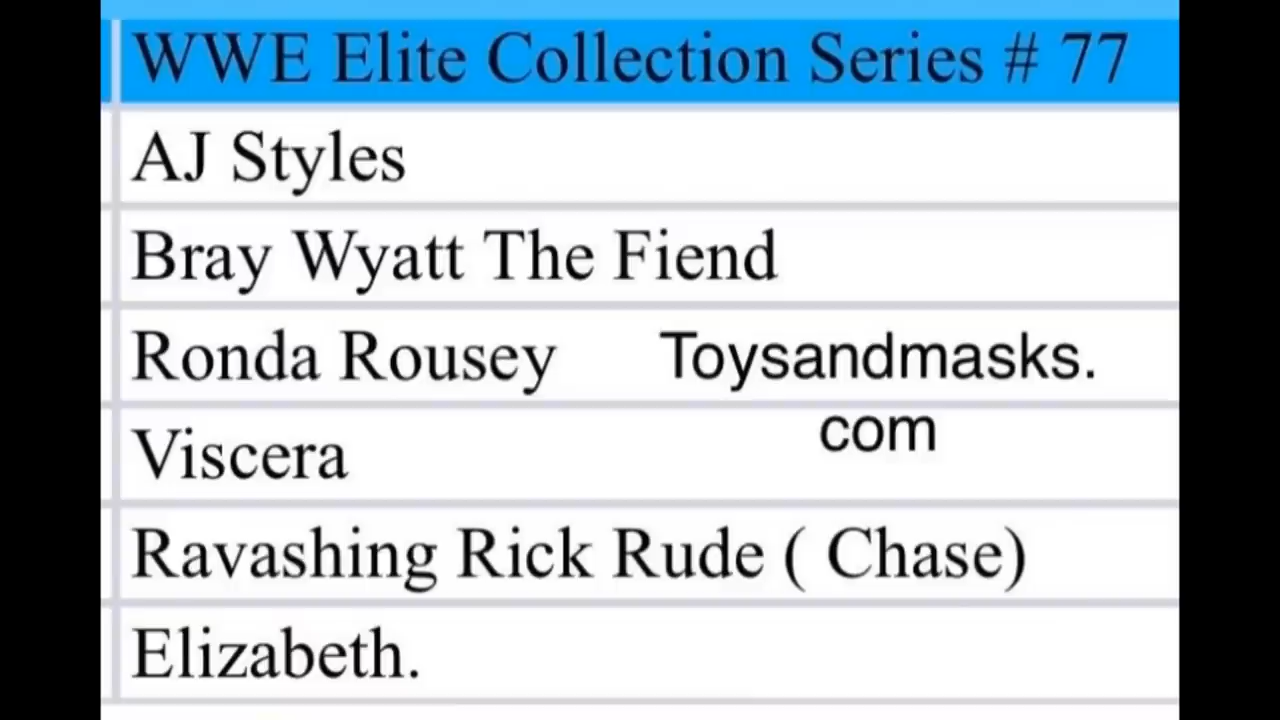 WWE Elite Collection Series # 77
AJ Styles
Bray Wyatt The Fiend
Ronda Rousey
Toysandmasks.
com
Viscera
Ravashing Rick Rude ( Chase)
Elizabeth.